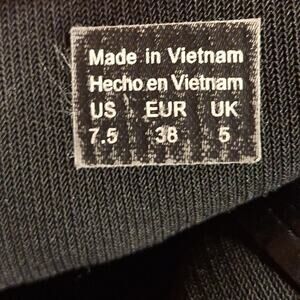 Made in Vietnam
Hecho en Vietnam
US EUR UK
7.5 38 5